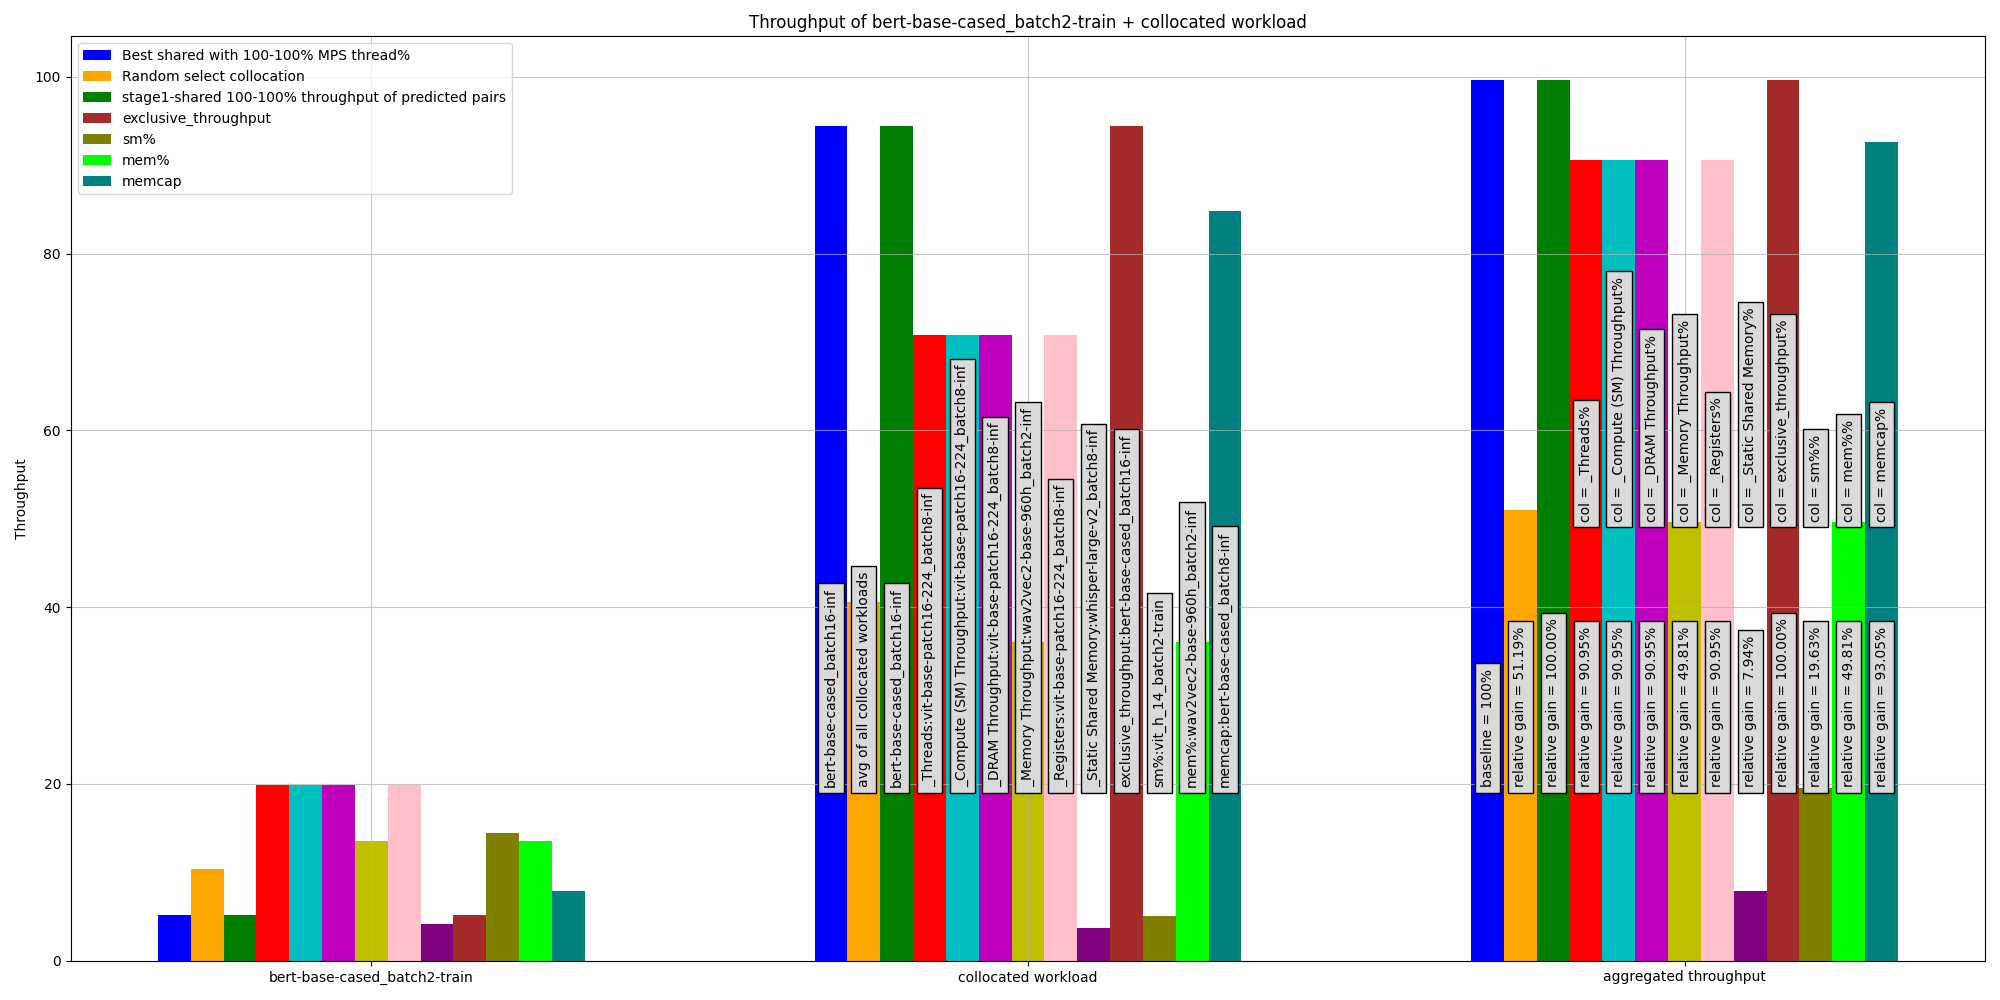 Throughput of bert-base-cased_batch2-train + collocated workload
Best shared with 100-100% MPS thread%
Random select collocation
stage1-shared 100-100% throughput of predicted pairs
exclusive_throughput
sm%
mem%
memcap
Throughput
100
80
60
40
20
0
bert-base-cased_batch16-inf
avg of all collocated workloads
bert-base-cased_batch16-inf
_Threads:vit-base-patch16-224_batch8-inf
_Compute (SM) Throughput:vit-base-patch16-224_batch8-inf
_DRAM Throughput:vit-base-patch16-224_batch8-inf
_Memory Throughput:wav2vec2-base-960h_batch2-inf
_Registers:vit-base-patch16-224_batch8-inf
_Static Shared Memory:whisper-large-v2_batch8-inf
exclusive_throughput:bert-base-cased_batch16-inf
sm%:vit_h_14_batch2-train
mem%:wav2vec2-base-960h_batch2-inf
memcap:bert-base-cased_batch8-inf
col = _Threads%
col = _Compute (SM) Throughput%
col = _DRAM Throughput%
col = _Memory Throughput%
col = _Registers%
col = _Static Shared Memory%
col = exclusive_throughput%
col = sm%%
col = mem%%
col = memcap%
baseline = 100%
relative gain = 51.19%
relative gain = 100.00%
relative gain = 90.95%
relative gain = 90.95%
relative gain = 90.95%
relative gain = 49.81%
relative gain = 90.95%
relative gain = 7.94%
relative gain = 100.00%
relative gain = 19.63%
relative gain = 49.81%
relative gain = 93.05%
bert-base-cased_batch2-train
collocated workload
aggregated throughput